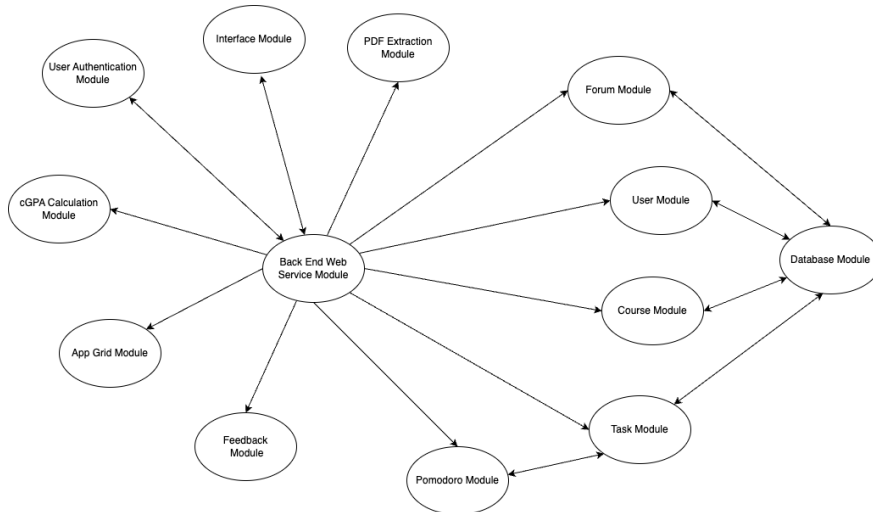 Interface Module
PDF Extraction
Module
User Authentication
Module
Forum Module
cGPA Calculation
Module
User Module
Back End Web
Service Module
Database Module
Course Module
App Grid Module
Task Module
Feedback
Module
Pomodoro Module